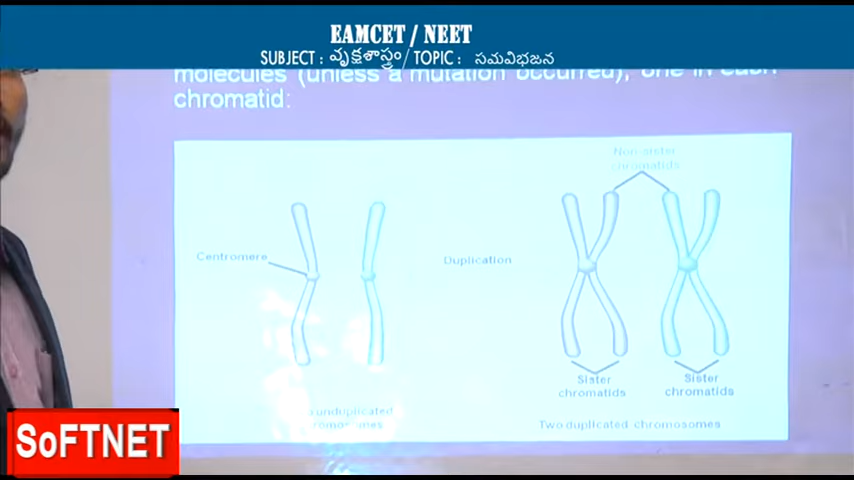 EAMCET / NEET
SUBJECT : వృక్షశాస్త్రం / TOPIC : సమవిభజన
molecules (unless a mutation occurred), one in each
chromatid:
Non-sister
chromatids
Centromere
Duplication
Sister
chromatids
Sister
chromatids
unduplicated
Two duplicated chromosomes
SoFTNET